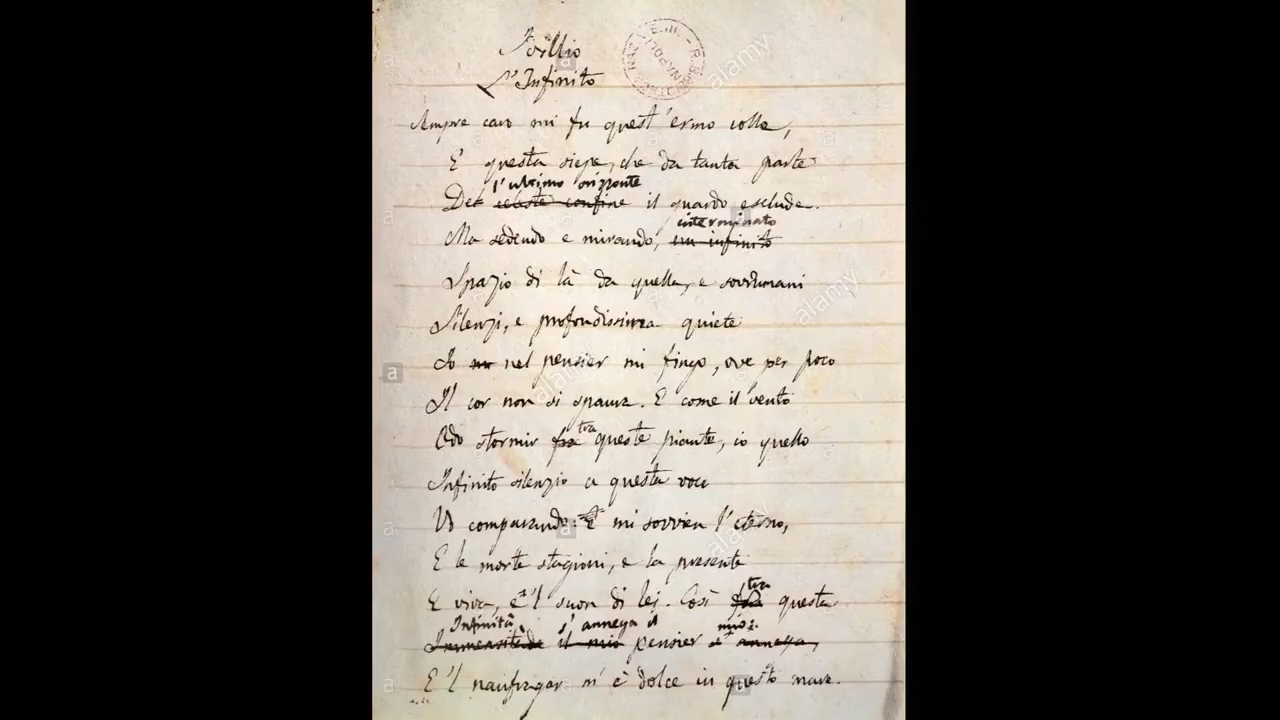 Idillio
L'Infinito
Sempre caro mi fu quest'ermo colle,
E questa siepe, che da tanta parte
l'ultimo orizzonte
Del celeste confine il guardo esclude.
interminato
Ma sedendo e mirando, un infinito
Spazio di là da quella, e sovrumani
Silenzi, e profondissima quiete
Io nel pensier mi fingo, ove per poco
Il cor non si spaura. E come il vento
tra
Odo stormir fra queste piante, io quello
Infinito silenzio a questa voce
Vo comparando: E mi sovvien l'eterno,
E le morte stagioni, e la presente
tra
E viva, e 'l suon di lei. Così fra questa
Infinità s'annega il mio:
Immensitade il mio pensier s'annega,
E 'l naufragar m'è dolce in questo mare.
alamy
alamy
alamy
alamy
a